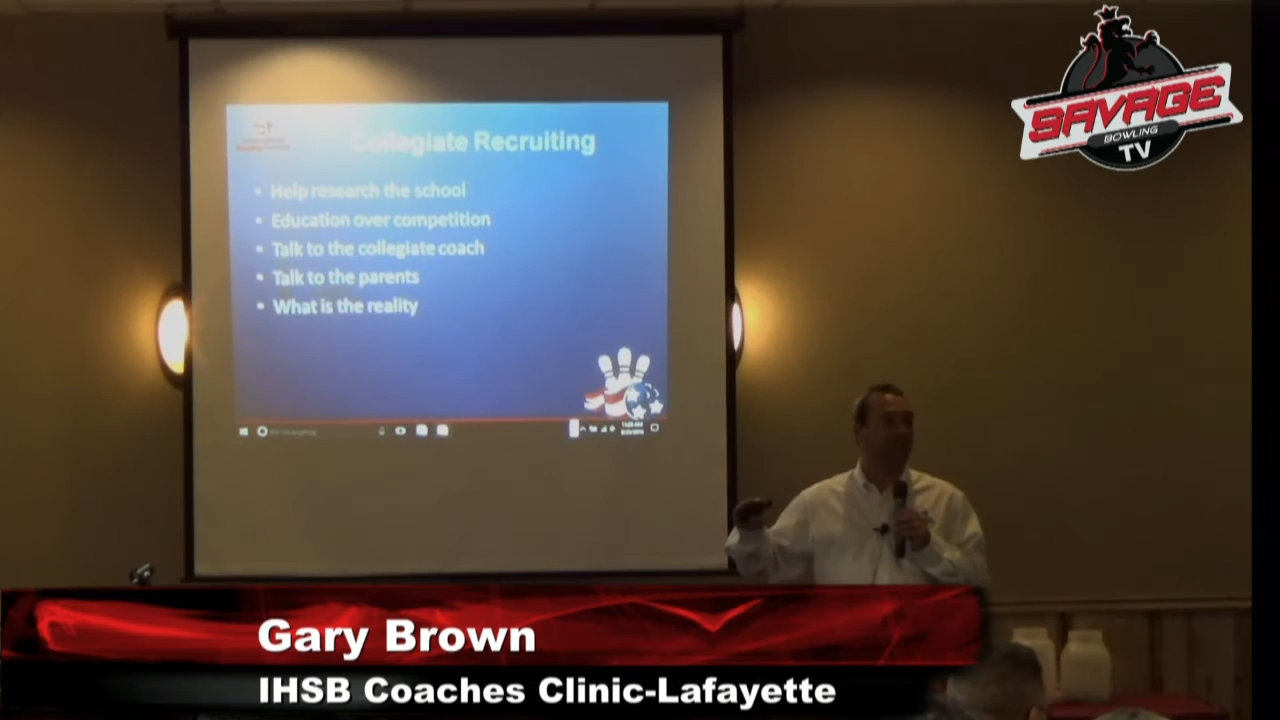 SAVAGE
BOWLING
TV
Collegiate Recruiting
• Help research the school
• Education over competition
• Talk to the collegiate coach
• Talk to the parents
• What is the reality
Gary Brown
IHSB Coaches Clinic-Lafayette